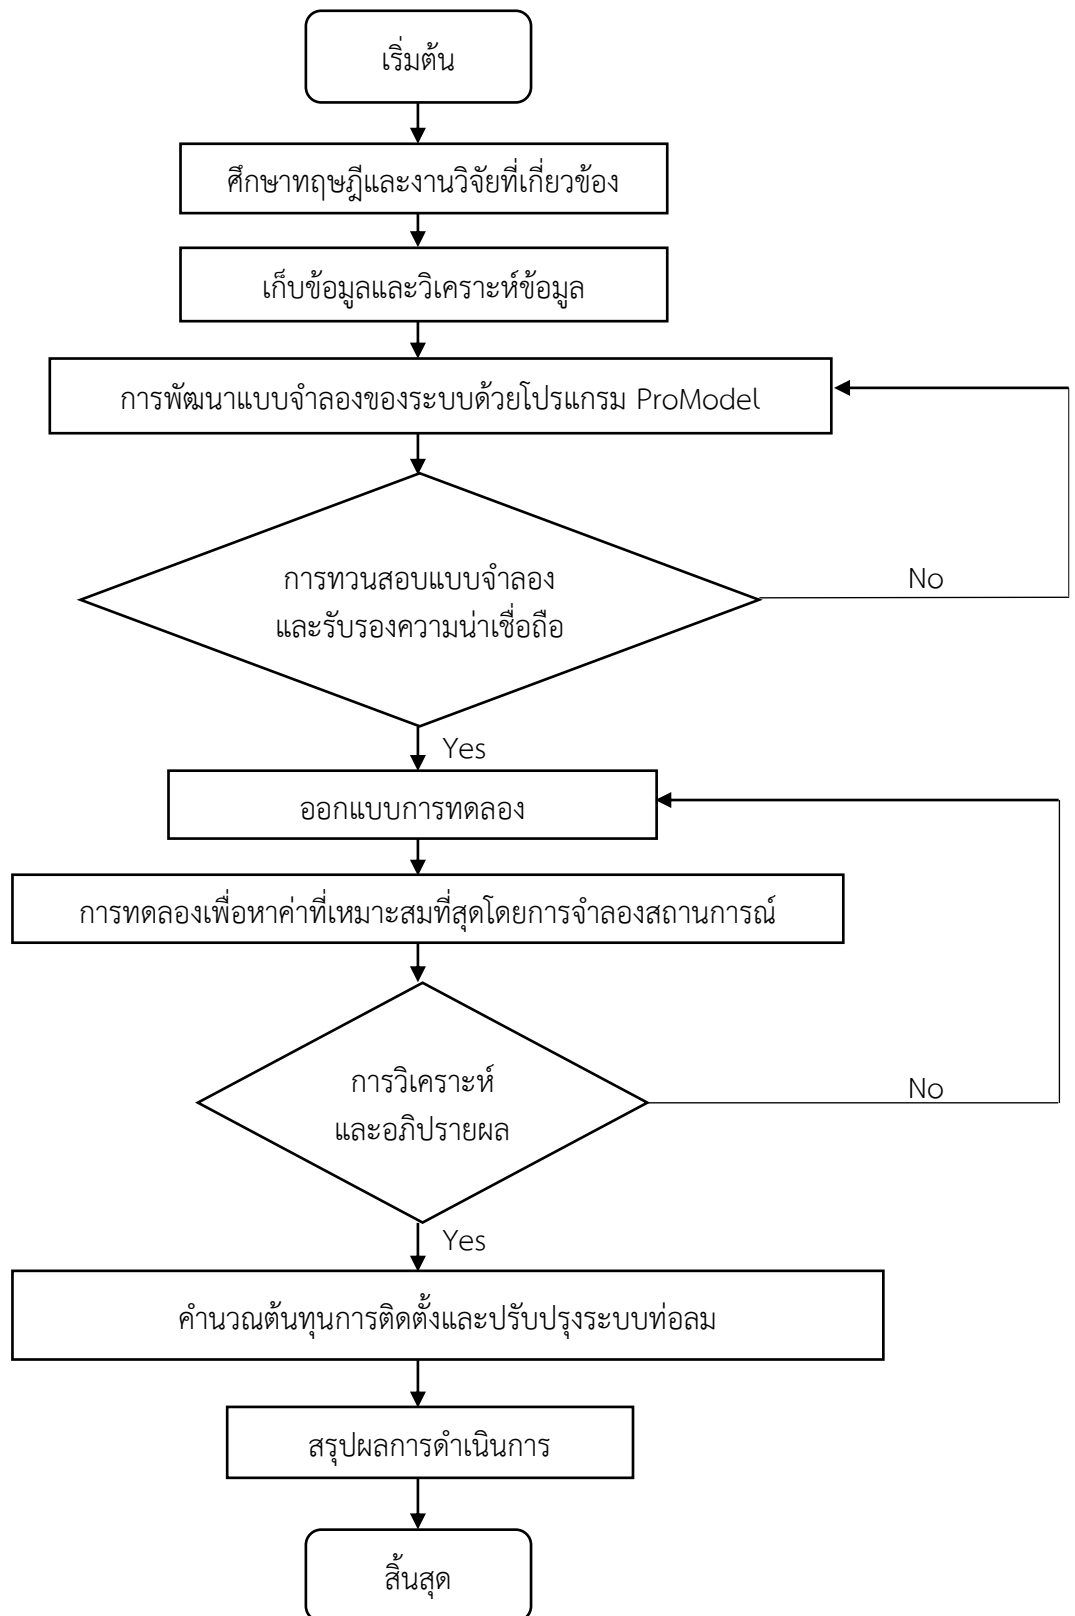 เริ่มต้น
ศึกษาทฤษฎีและงานวิจัยที่เกี่ยวข้อง
เก็บข้อมูลและวิเคราะห์ข้อมูล
การพัฒนาแบบจำลองของระบบด้วยโปรแกรม ProModel
การทวนสอบแบบจำลอง
และรับรองความน่าเชื่อถือ
No
Yes
ออกแบบการทดลอง
การทดลองเพื่อหาค่าที่เหมาะสมที่สุดโดยการจำลองสถานการณ์
การวิเคราะห์
และอภิปรายผล
No
Yes
คำนวณต้นทุนการติดตั้งและปรับปรุงระบบท่อลม
สรุปผลการดำเนินการ
สิ้นสุด